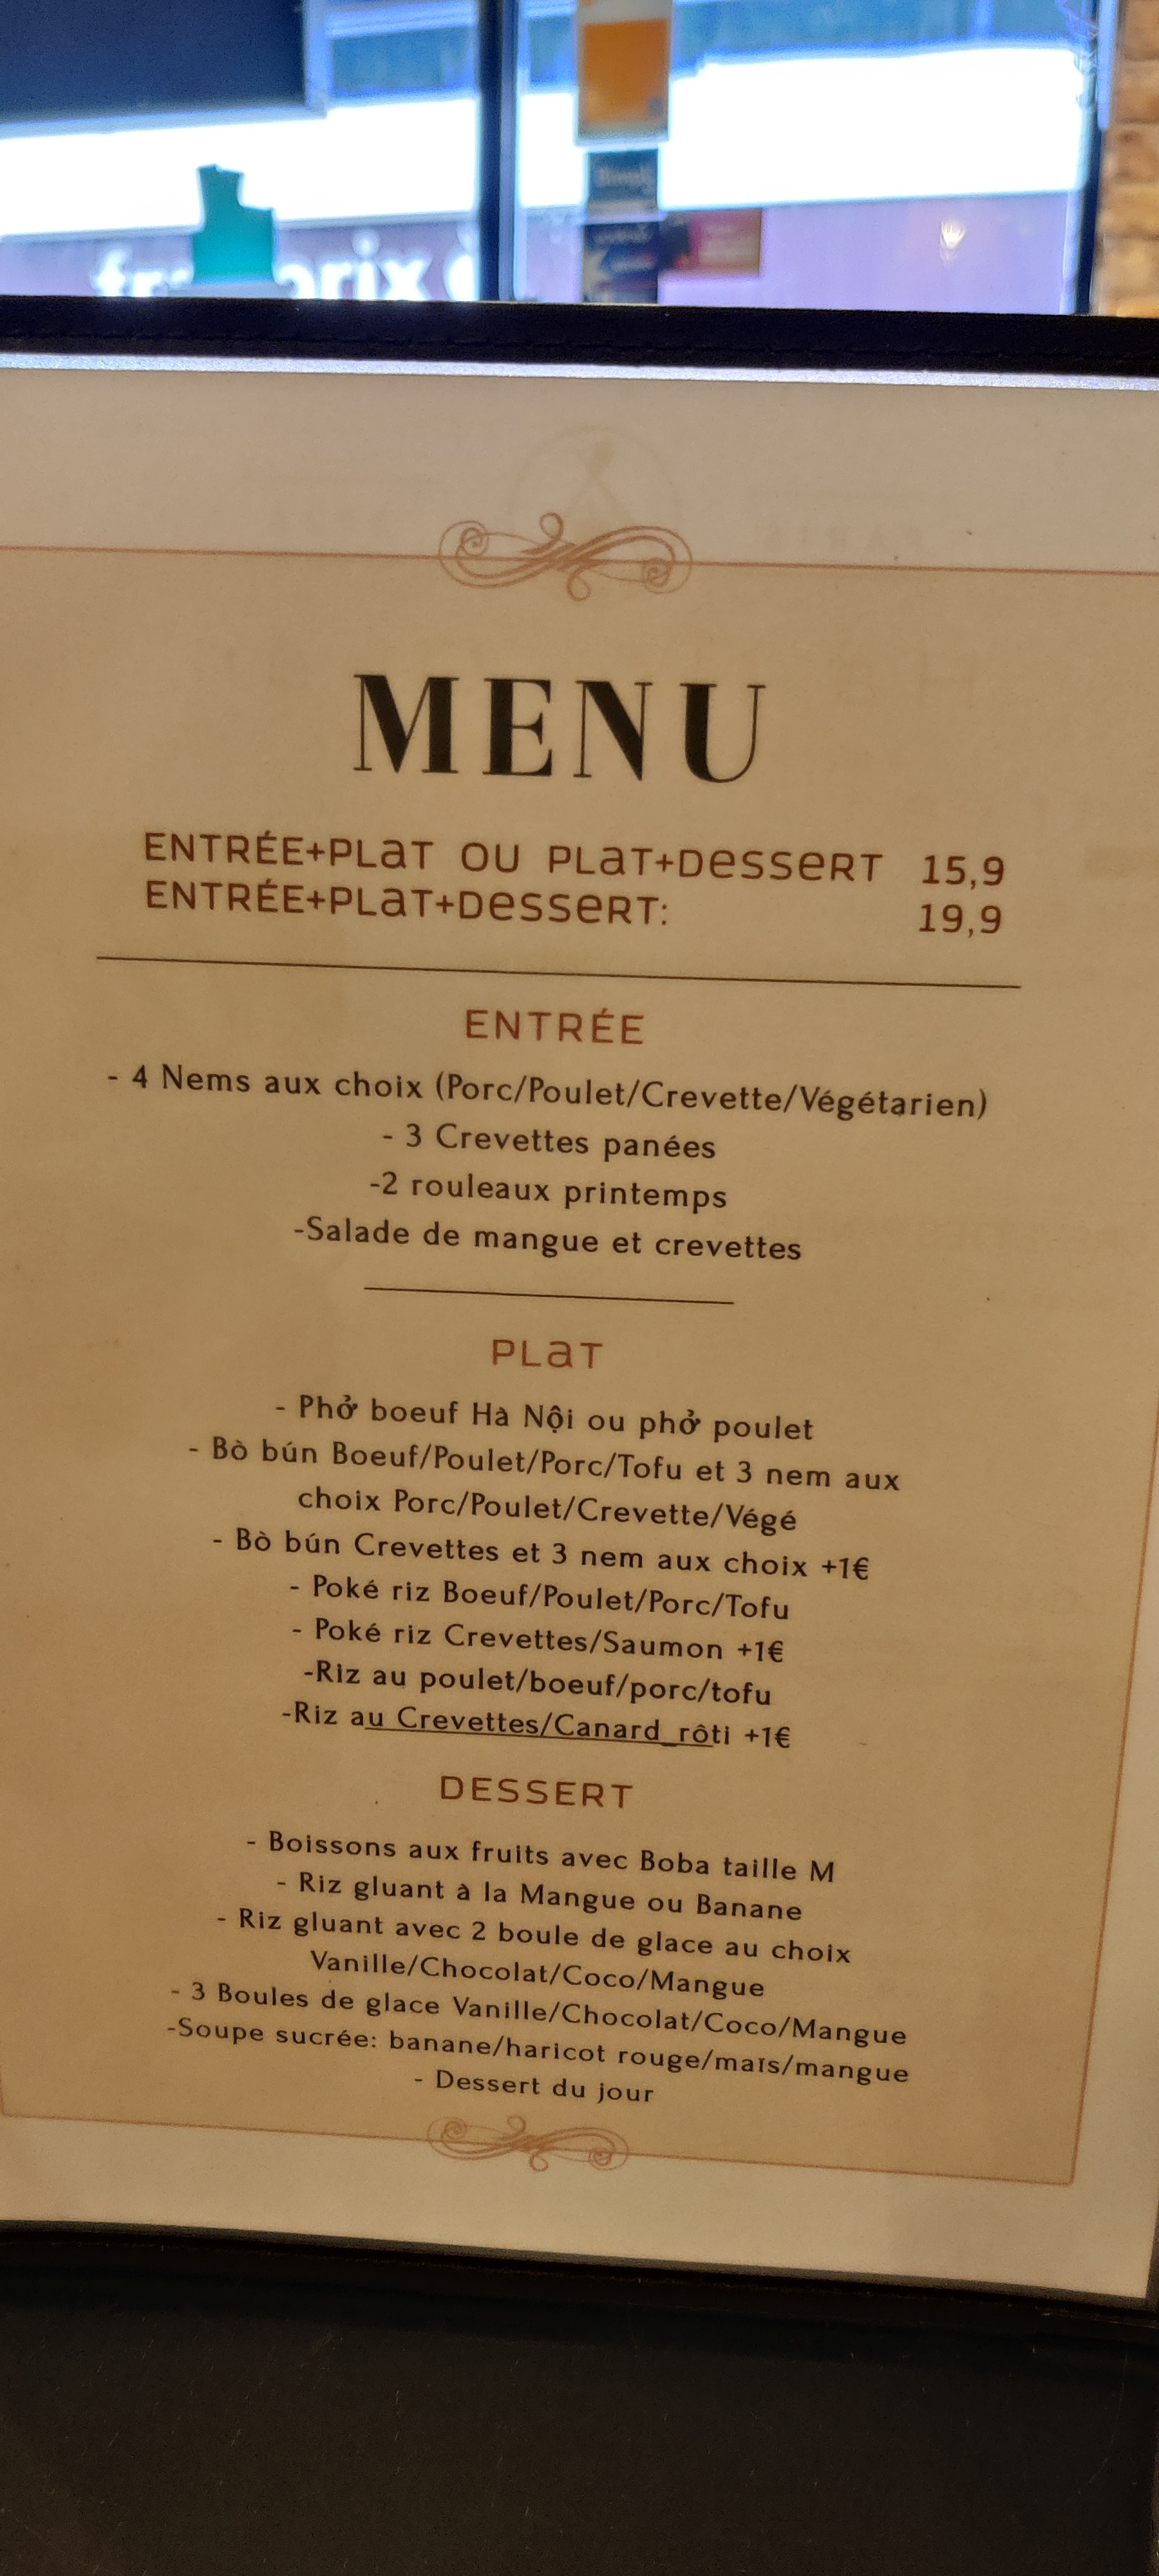 MENU
ENTRÉE+PLAT OU PLAT+DESSERT 15,9
ENTRÉE+PLAT+DESSERT: 19,9
ENTRÉE
- 4 Nems aux choix (Porc/Poulet/Crevette/Végétarien)
- 3 Crevettes panées
-2 rouleaux printemps
-Salade de mangue et crevettes
PLAT
- Phở boeuf Hà Nội ou phở poulet
- Bò bún Boeuf/Poulet/Porc/Tofu et 3 nem aux
choix Porc/Poulet/Crevette/Végé
- Bò bún Crevettes et 3 nem aux choix +1€
- Poké riz Boeuf/Poulet/Porc/Tofu
- Poké riz Crevettes/Saumon +1€
-Riz au poulet/boeuf/porc/tofu
-Riz au Crevettes/Canard_rôti +1€
DESSERT
- Boissons aux fruits avec Boba taille M
- Riz gluant à la Mangue ou Banane
- Riz gluant avec 2 boule de glace au choix
Vanille/Chocolat/Coco/Mangue
- 3 Boules de glace Vanille/Chocolat/Coco/Mangue
-Soupe sucrée: banane/haricot rouge/maïs/mangue
- Dessert du jour